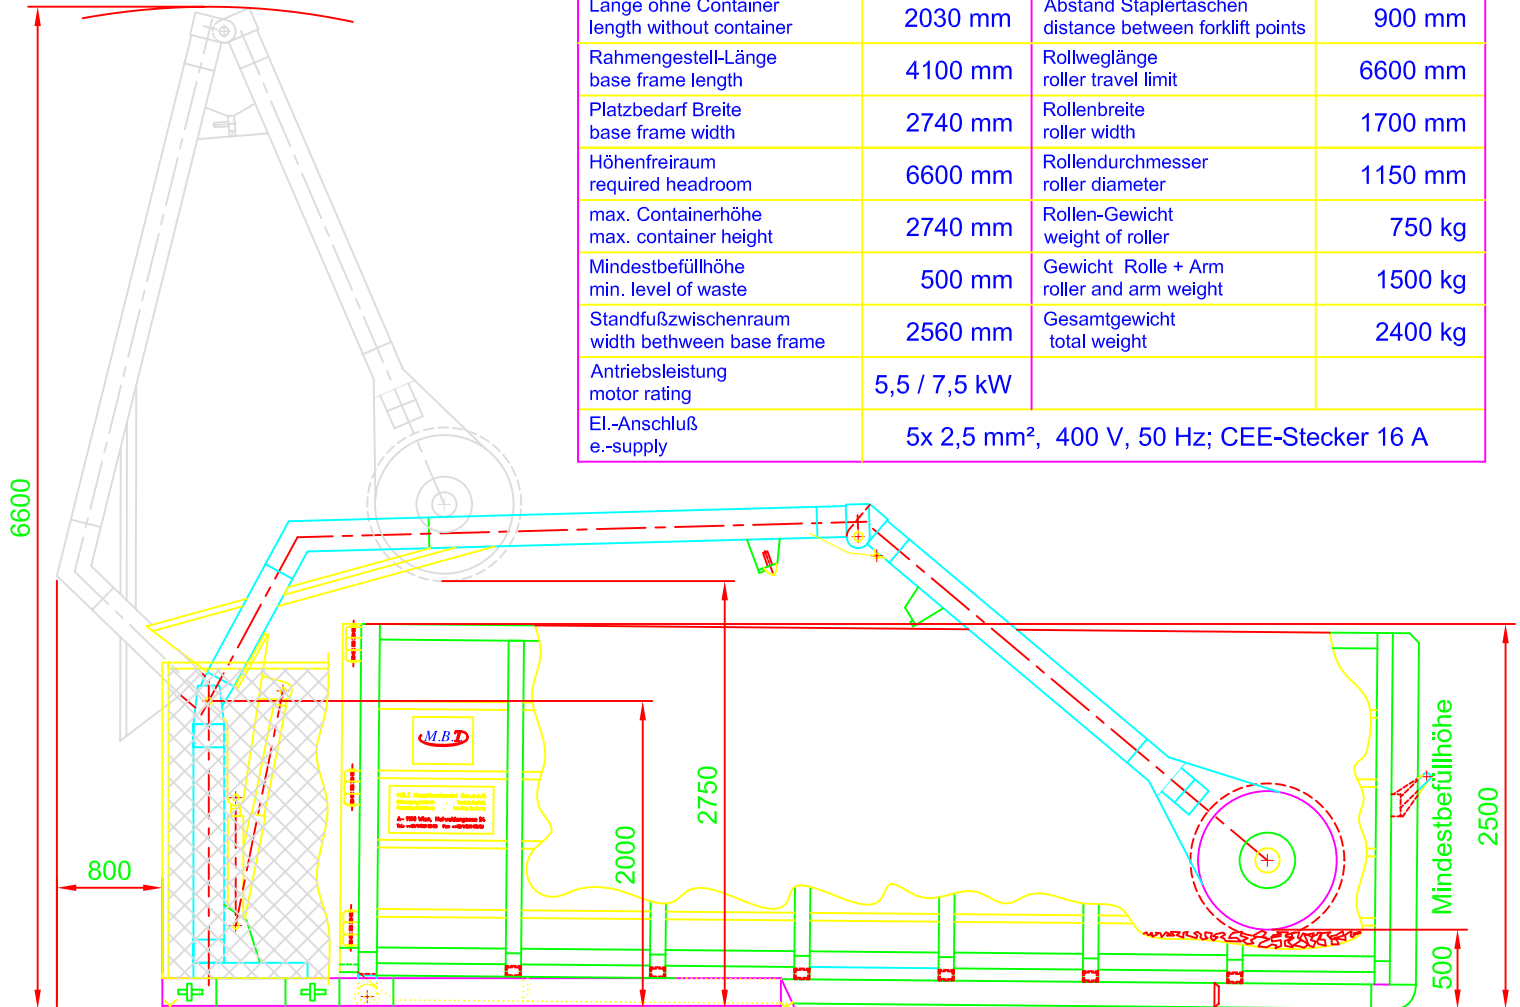 Länge ohne Container
length without container
2030 mm
Abstand Staplertaschen
distance between forklift points
900 mm
Rahmengestell-Länge
base frame length
4100 mm
Rollweglänge
roller travel limit
6600 mm
Platzbedarf Breite
base frame width
2740 mm
Rollenbreite
roller width
1700 mm
Höhenfreiraum
required headroom
6600 mm
Rollendurchmesser
roller diameter
1150 mm
max. Containerhöhe
max. container height
2740 mm
Rollen-Gewicht
weight of roller
750 kg
Mindestbefüllhöhe
min. level of waste
500 mm
Gewicht Rolle + Arm
roller and arm weight
1500 kg
Standfußzwischenraum
width bethween base frame
2560 mm
Gesamtgewicht
total weight
2400 kg
Antriebsleistung
motor rating
5,5 / 7,5 kW
El.-Anschluß
e.-supply
5x 2,5 mm², 400 V, 50 Hz; CEE-Stecker 16 A
6600
800
M.B.T
2000
2750
Mindestbefüllhöhe
500
2500